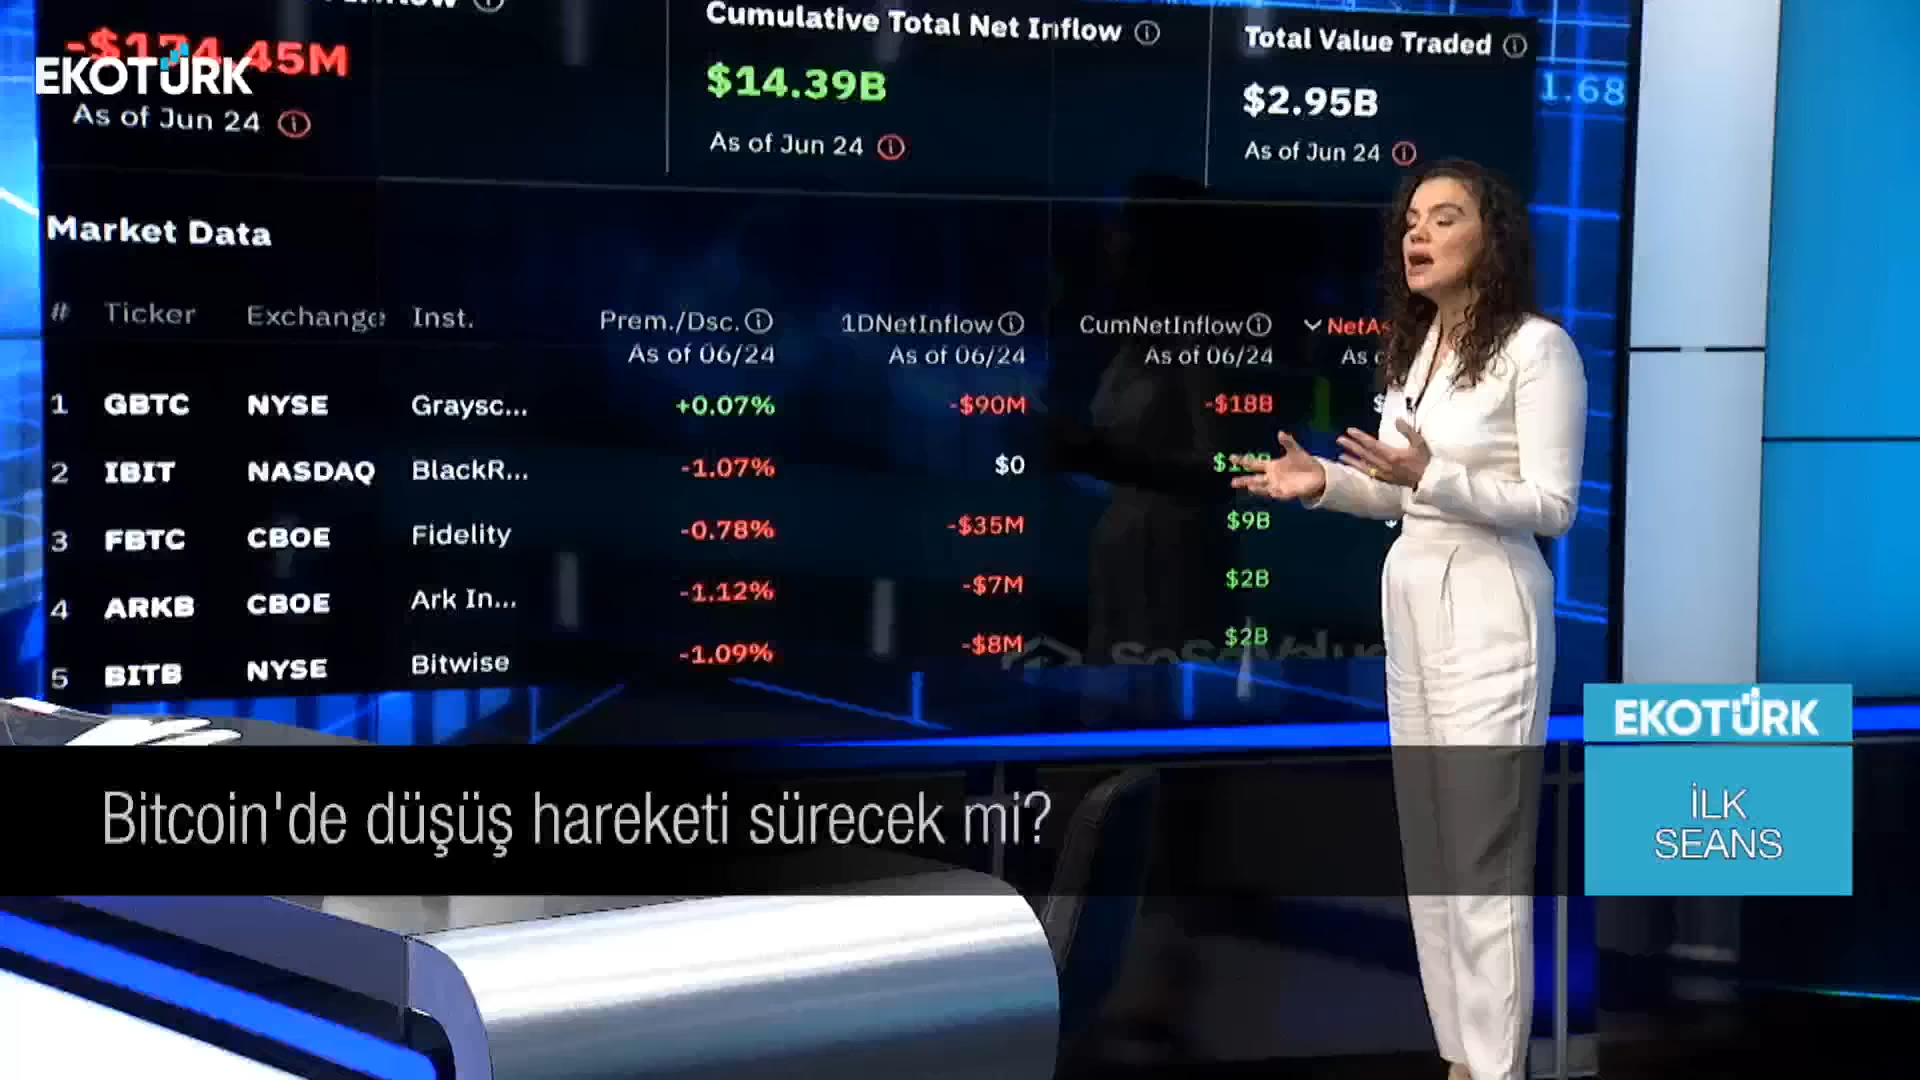 Cumulative Total Net Inflow
Total Value Traded
$14.39B
$2.95B
1.68
EKOTÜRK
As of Jun 24
As of Jun 24
As of Jun 24
Market Data
# Ticker Exchange Inst. Prem./Dsc. 1DNetInflow CumNetInflow
As of 06/24 As of 06/24 As of 06/24
1 GBTC NYSE Graysc... +0.07% -$90M -$18B
2 IBIT NASDAQ BlackR... -1.07% $0
3 FBTC CBOE Fidelity -0.78% -$35M $9B
4 ARKB CBOE Ark In... -1.12% -$7M $2B
5 BITB NYSE Bitwise -1.09% -$8M $2B
EKOTÜRK
İLK
SEANS
Bitcoin'de düşüş hareketi sürecek mi?